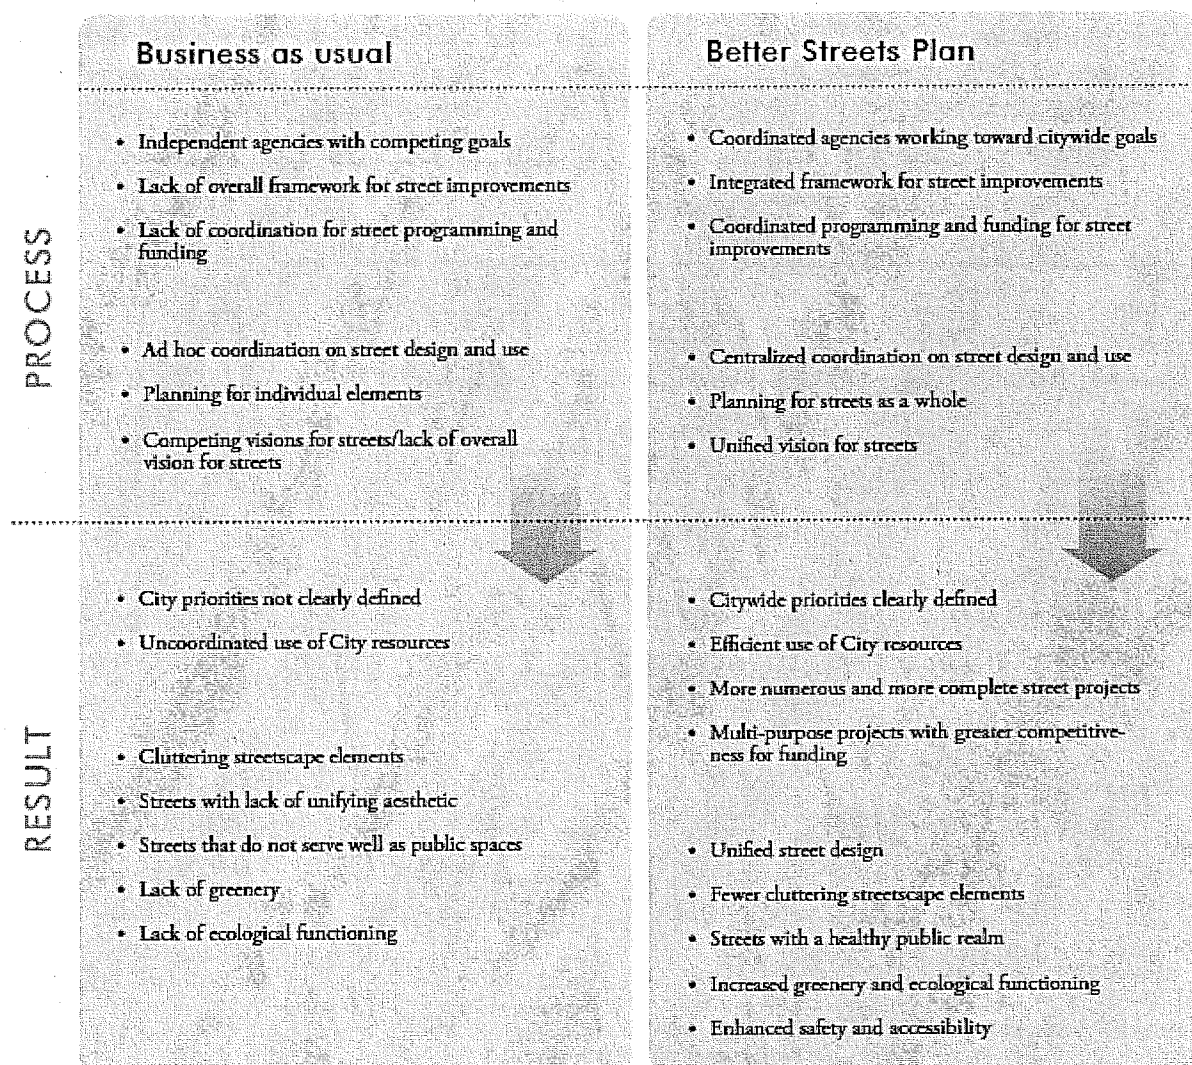 Business as usual
Better Streets Plan
PROCESS
• Independent agencies with competing goals
• Lack of overall framework for street improvements
• Lack of coordination for street programming and
funding
• Ad hoc coordination on street design and use
• Planning for individual elements
• Competing visions for streets/lack of overall
vision for streets
• Coordinated agencies working toward citywide goals
• Integrated framework for street improvements
• Coordinated programming and funding for street
improvements
• Centralized coordination on street design and use
• Planning for streets as a whole
• Unified vision for streets
RESULT
• City priorities not clearly defined
• Uncoordinated use of City resources
• Cluttering streetscape elements
• Streets with lack of unifying aesthetic
• Streets that do not serve well as public spaces
• Lack of greenery
• Lack of ecological functioning
• Citywide priorities clearly defined
• Efficient use of City resources
• More numerous and more complete street projects
• Multi-purpose projects with greater competitive-
ness for funding
• Unified street design
• Fewer cluttering streetscape elements
• Streets with a healthy public realm
• Increased greenery and ecological functioning
• Enhanced safety and accessibility